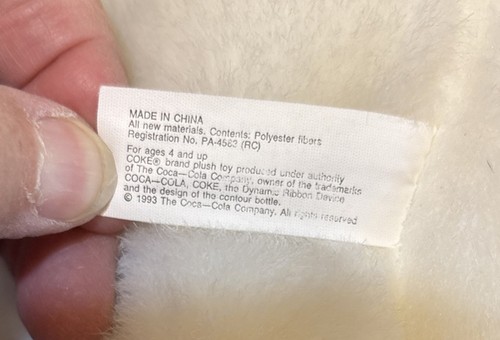 MADE IN CHINA
All new materials. Contents: Polyester fibers
Registration No. PA-4582 (RC)
For ages 4 and up
COKE® brand plush toy produced under authority
of The Coca—Cola Company, owner of the trademarks
COCA—COLA, COKE, the Dynamic Ribbon Device
and the design of the contour bottle.
© 1993 The Coca—Cola Company. All rights reserved